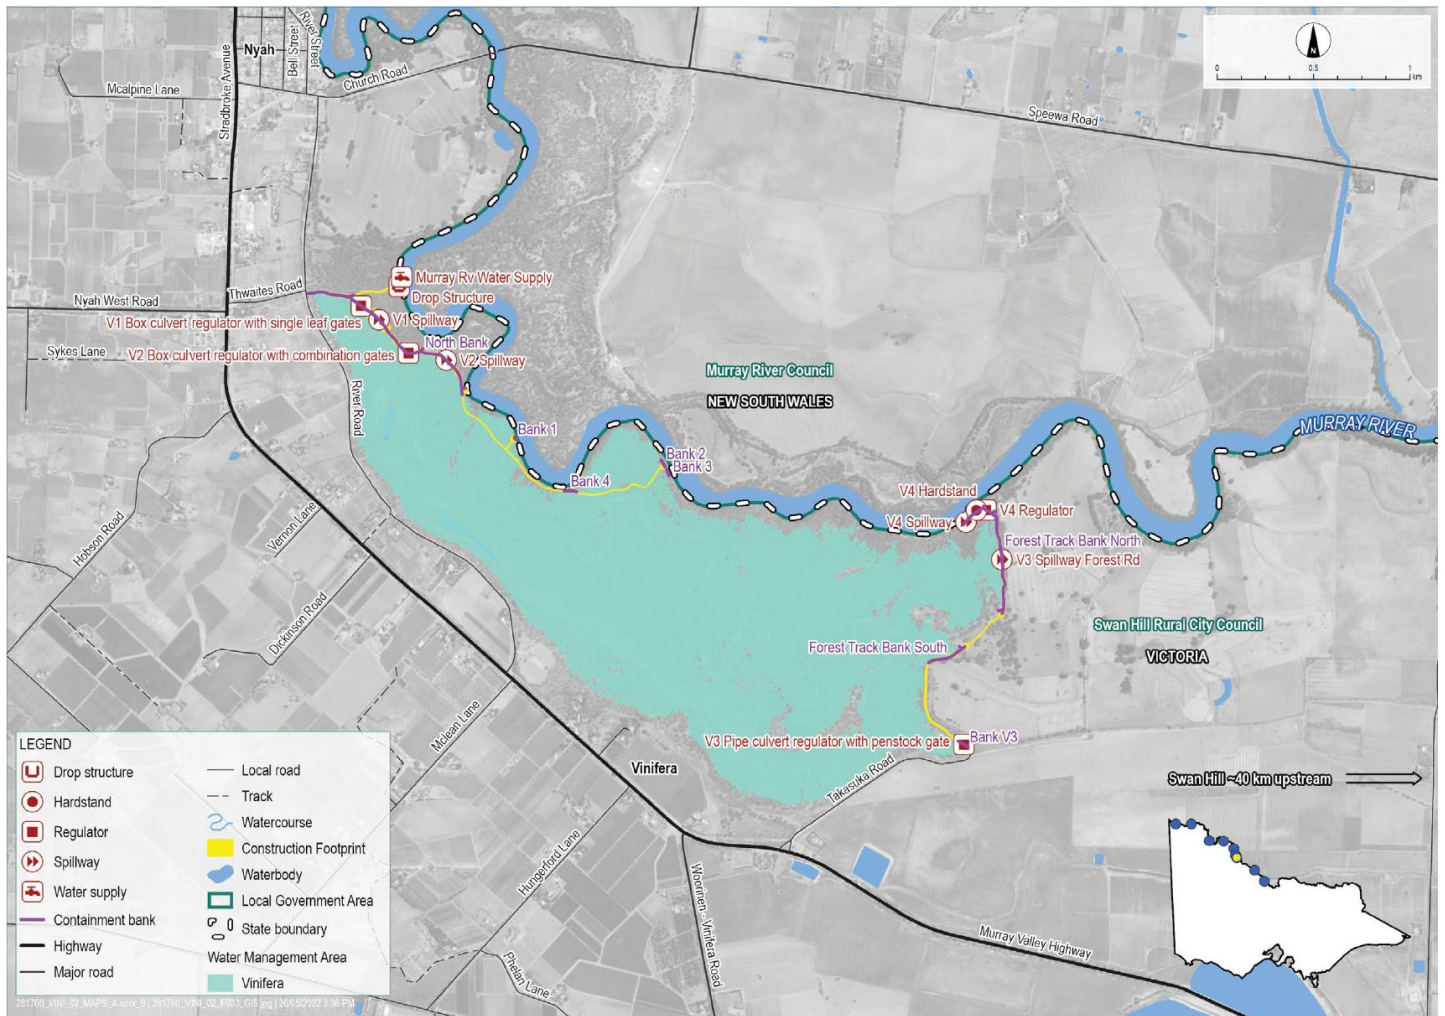 Nyah
River Street
Bell Street
Stradbroke Avenue
Church Road
Mcalpine Lane
Speewa Road
N
0
0.5
1
km
Murray Rv Water Supply
Drop Structure
Thwaites Road
Nyah West Road
V1 Box culvert regulator with single leaf gates
V1 Spillway
North Bank
Sykes Lane
V2 Box culvert regulator with combination gates
V2 Spillway
River Road
Murray River Council
NEW SOUTH WALES
MURRAY RIVER
Bank 1
Bank 2
Bank 3
Bank 4
V4 Hardstand
V4 Spillway
V4 Regulator
Forest Track Bank North
V3 Spillway Forest Rd
Hobson Road
Vernon Lane
Dickinson Road
Swan Hill Rural City Council
VICTORIA
Forest Track Bank South
Mclean Lane
V3 Pipe culvert regulator with penstock gate
Bank V3
Vinifera
Takasuka Road
Swan Hill ~40 km upstream
Hungerford Lane
Woorinen - Vinifera Road
Murray Valley Highway
Phelan Lane
LEGEND
Drop structure
Hardstand
Regulator
Spillway
Water supply
Containment bank
Highway
Major road
Local road
Track
Watercourse
Construction Footprint
Waterbody
Local Government Area
State boundary
Water Management Area
Vinifera